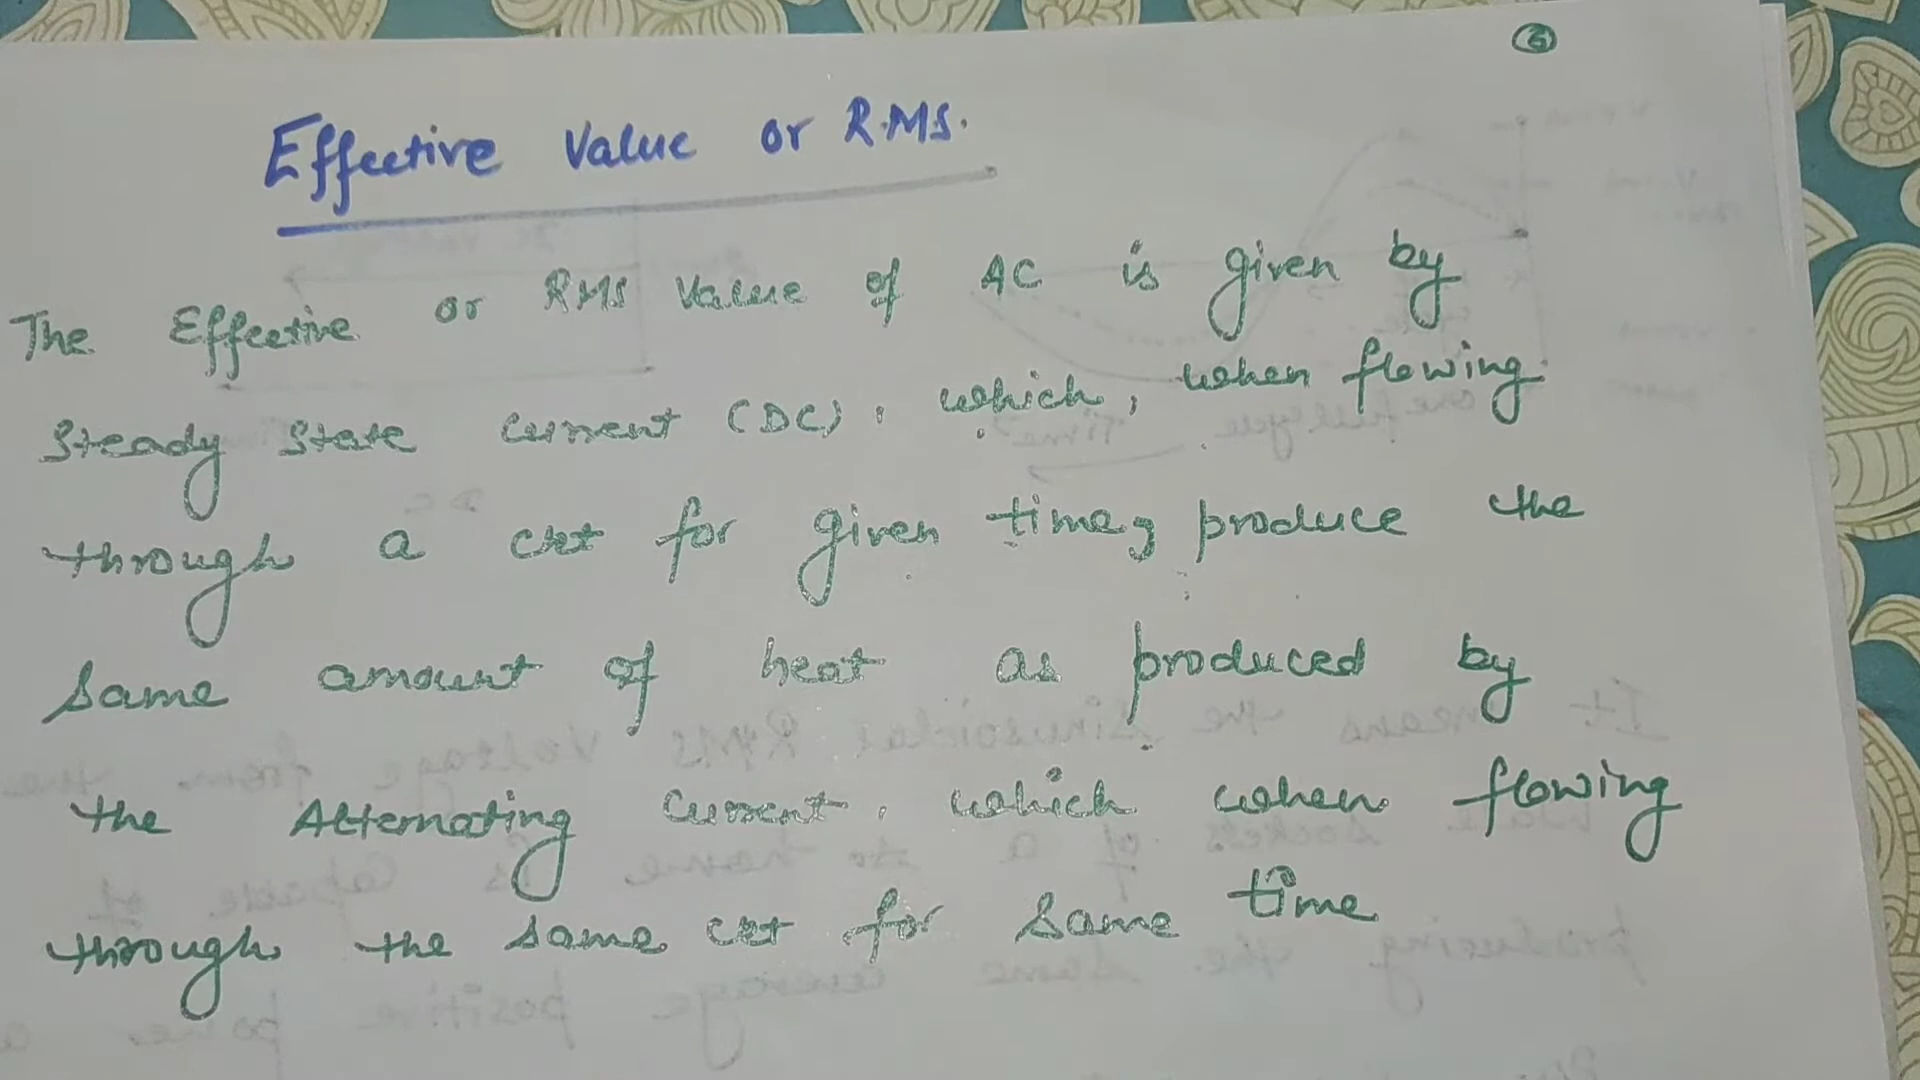 6
Effective Value or R.M.S.
The Effective or RMS Value of AC is given by
Steady State current (DC), which, when flowing
through a ckt for given time, produce the
same amount of heat as produced by
the Alternating current, which when flowing
through the same ckt for same time